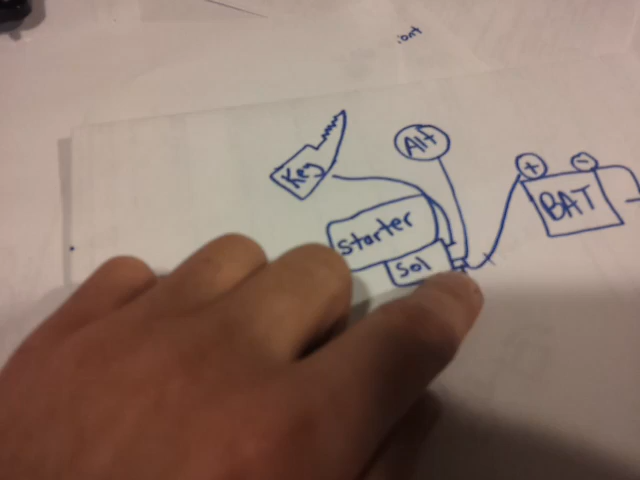 Key
Alt
+
-
BAT
Starter
Sol